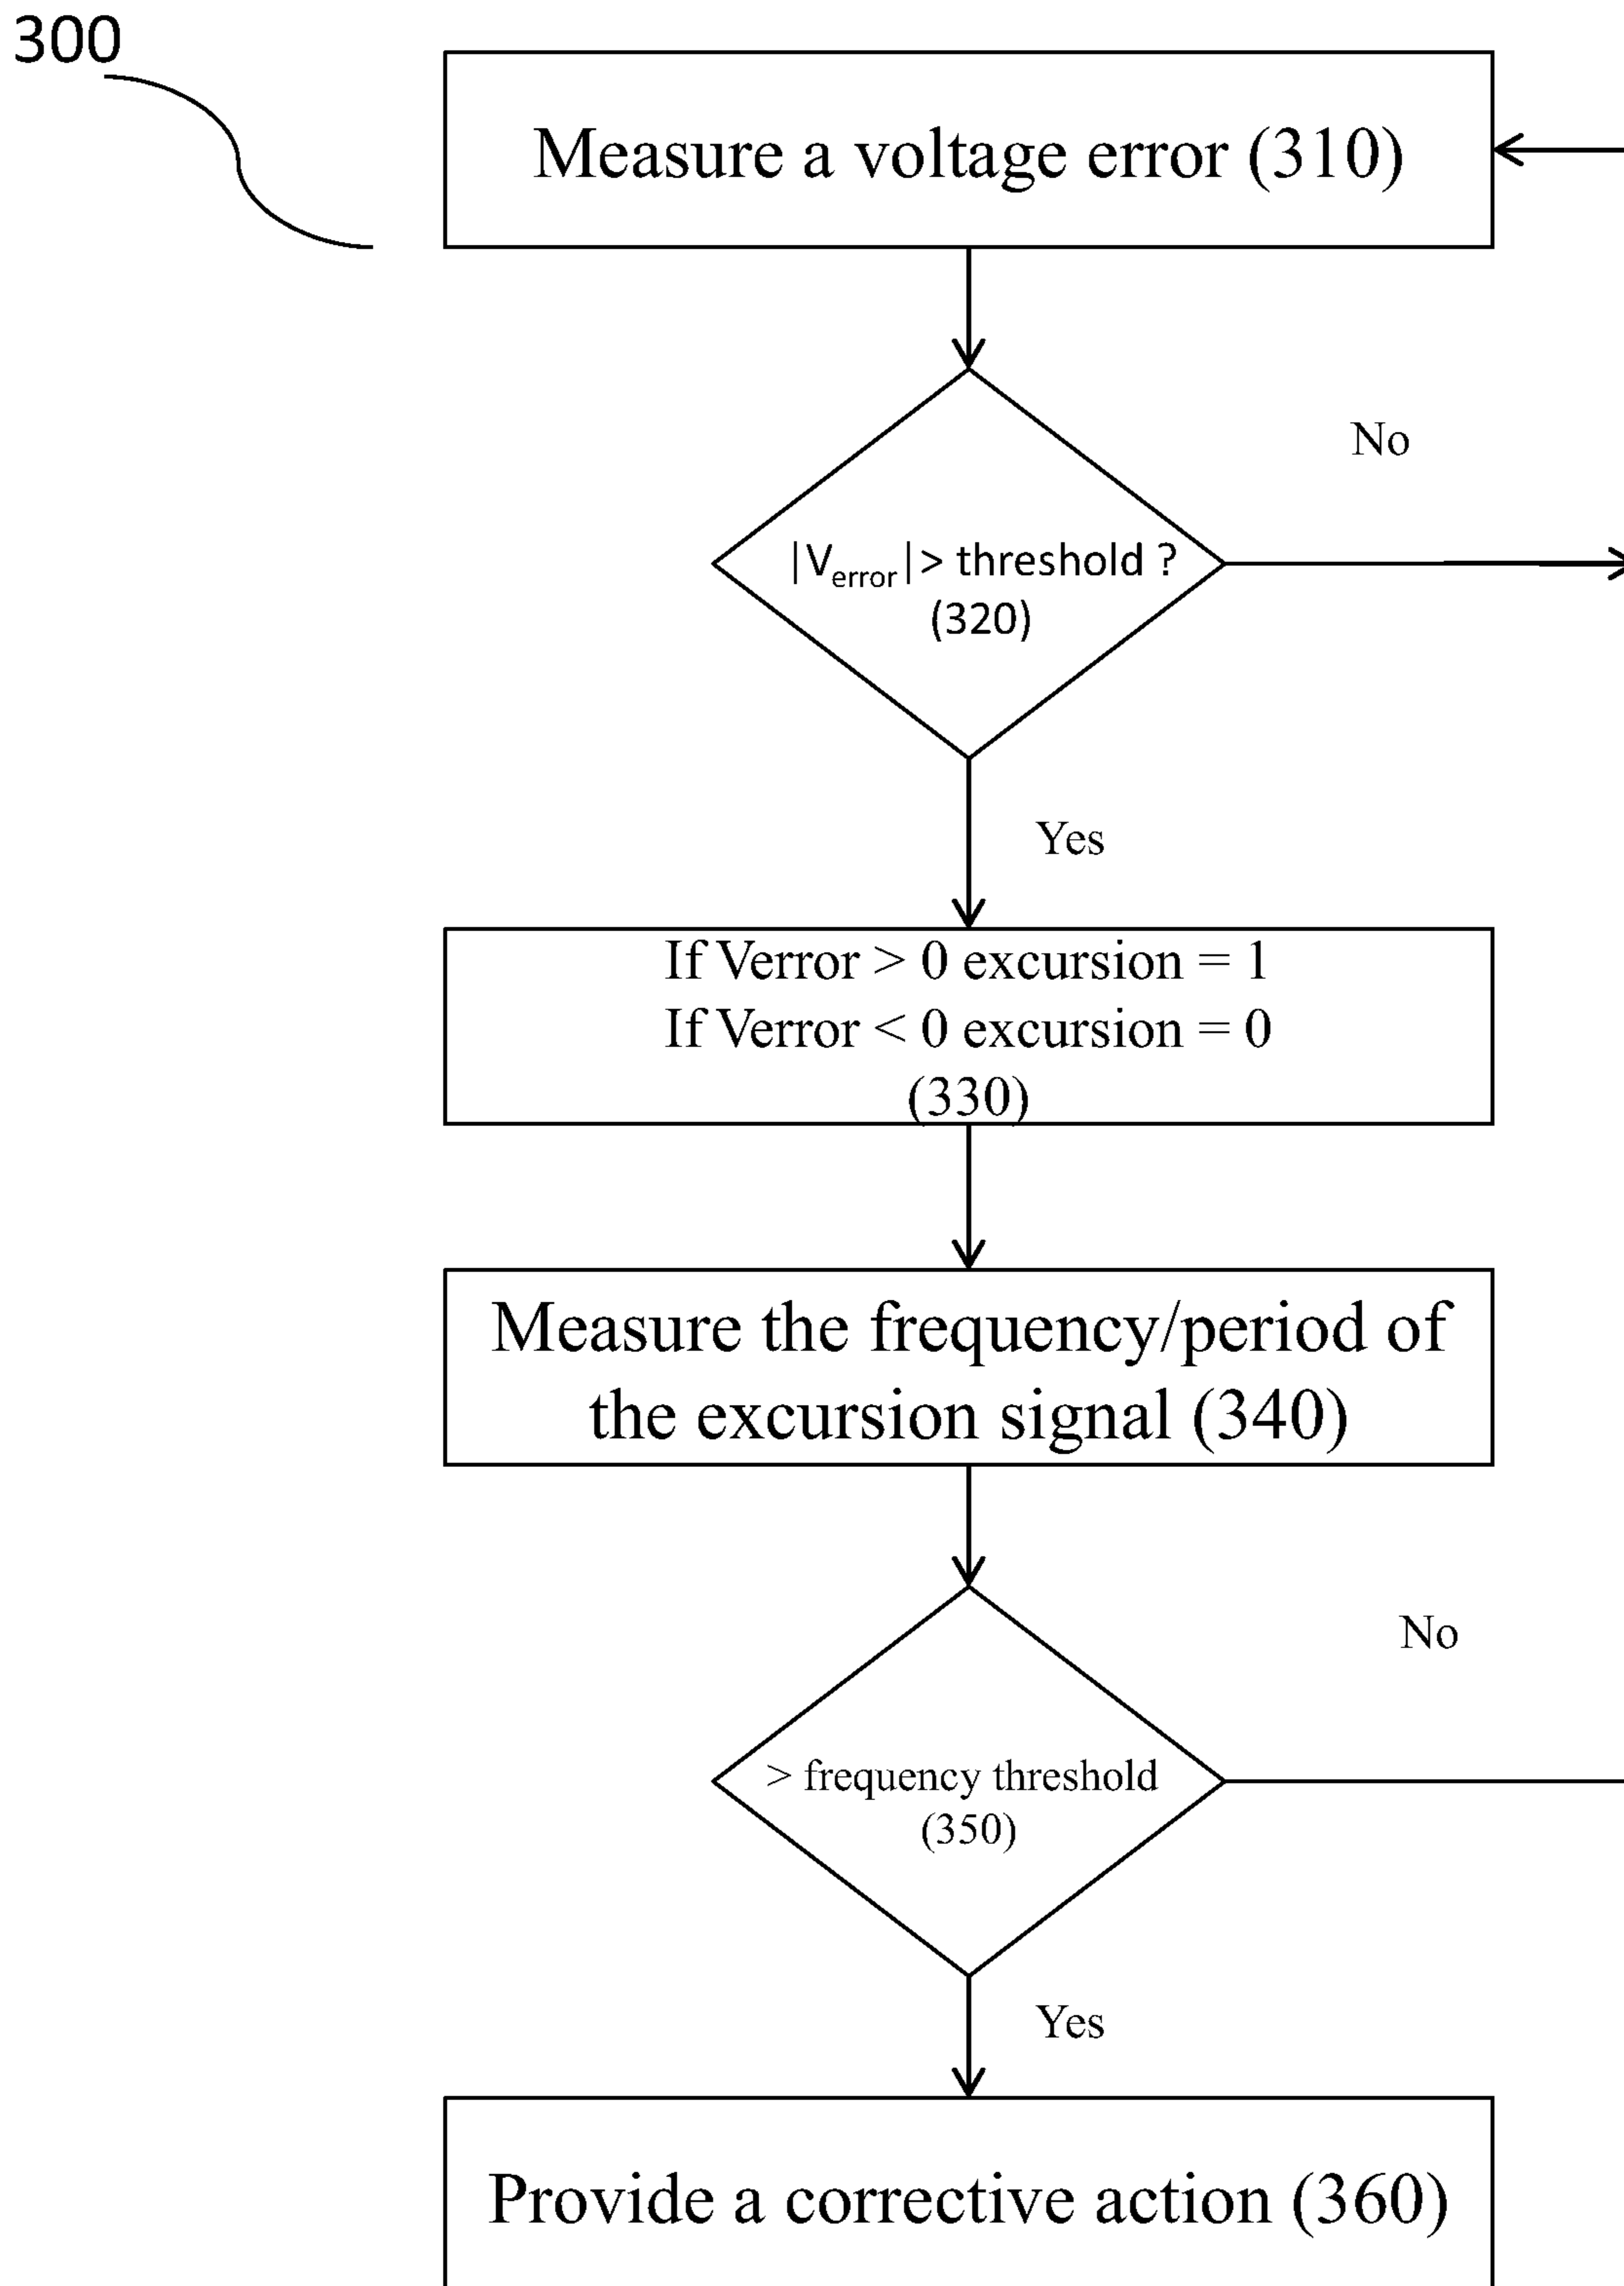 300
Measure a voltage error (310)
No
|Verror| > threshold ?
(320)
Yes
If Verror > 0 excursion = 1
If Verror < 0 excursion = 0
(330)
Measure the frequency/period of
the excursion signal (340)
No
> frequency threshold
(350)
Yes
Provide a corrective action (360)